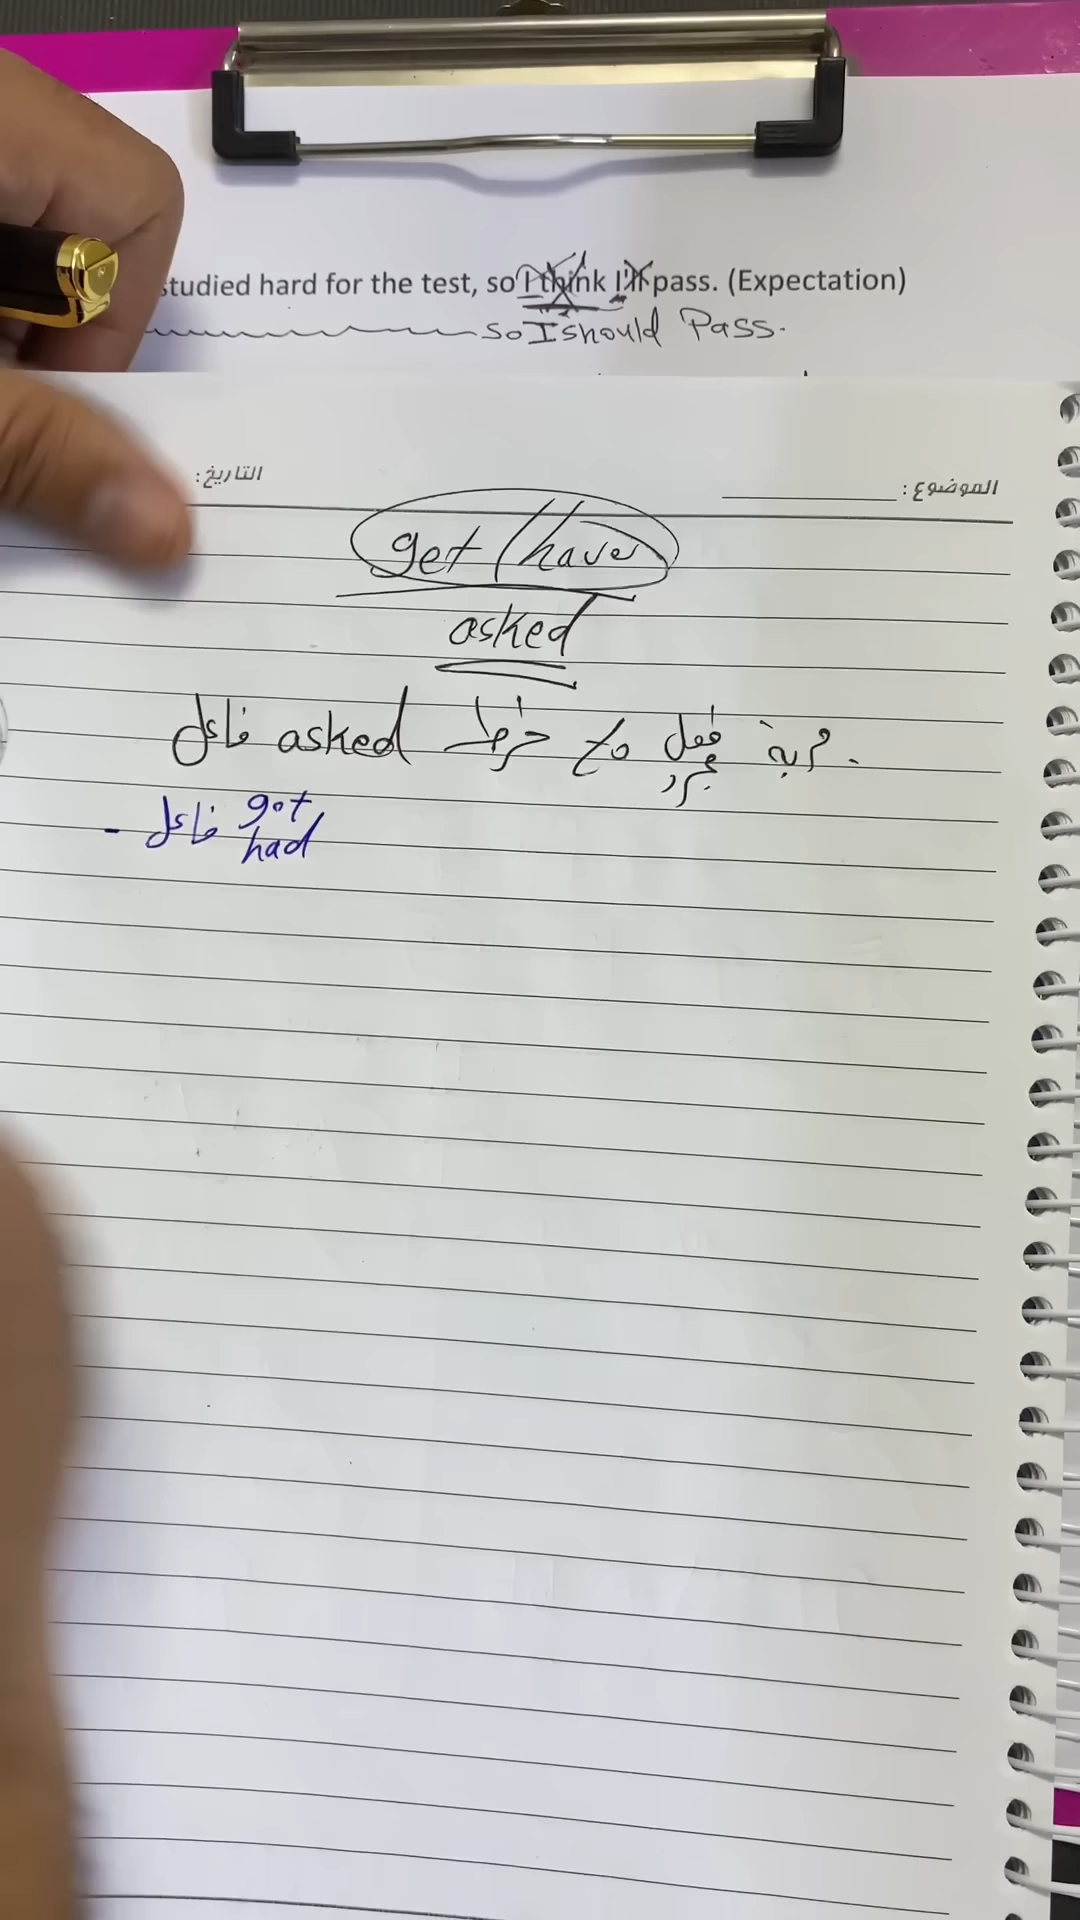 studied hard for the test, so I think I'll pass. (Expectation)
so I should Pass.
الموضوع :
التاريخ :
get / have
asked
فاعل asked to فعل مجرد
- فاعل got
had